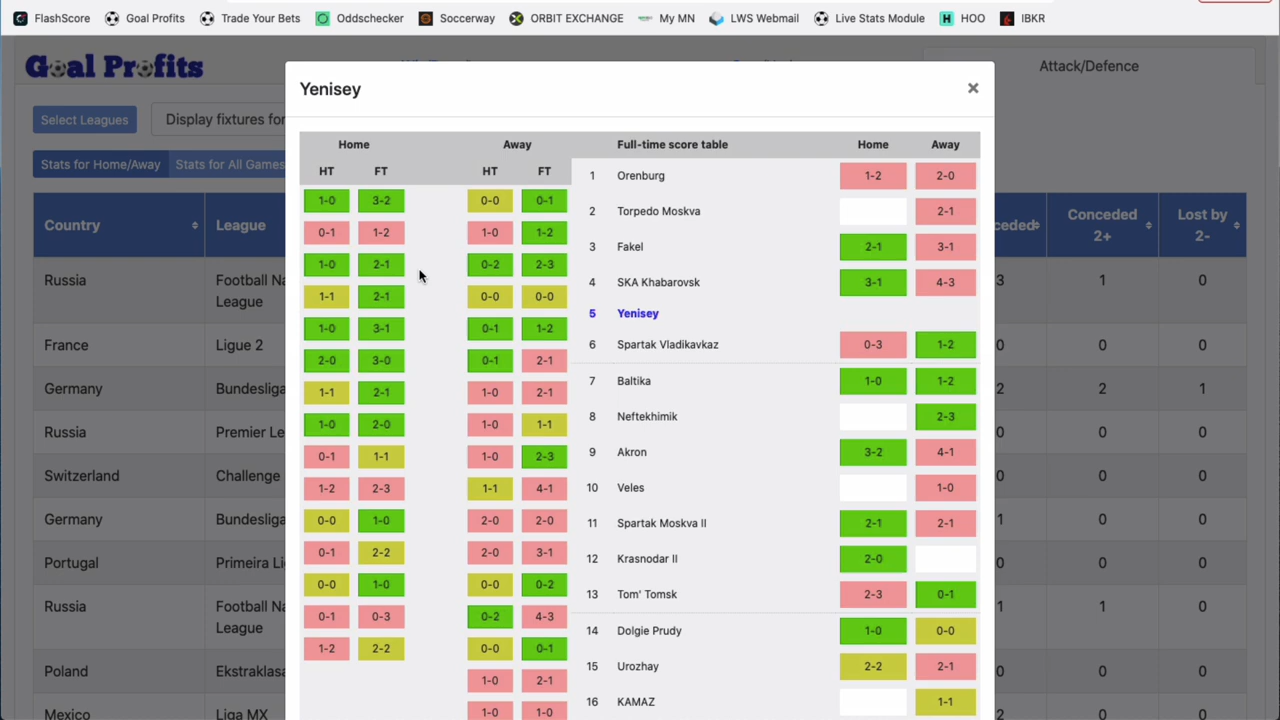 FlashScore Goal Profits Trade Your Bets Oddschecker Soccerway ORBIT EXCHANGE My MN LWS Webmail Live Stats Module HOO IBKR
Goal Profits
Attack/Defence
Select Leagues Display fixtures for
Stats for Home/Away Stats for All Games
Country League ceded Conceded 2+ Lost by 2-
Russia Football Na League 3 1 0
France Ligue 2 0 0 0
Germany Bundeslig 2 2 1
Russia Premier Le 0 0 0
Switzerland Challenge 0 0 0
Germany Bundeslig 1 0 0
Portugal Primeira Li 0 0 0
Russia Football Na League 1 1 0
Poland Ekstraklasa 0 0 0
Mexico Liga MX 0 0 0
Yenisey ×
Home Away
HT FT HT FT
1-0 3-2 0-0 0-1
0-1 1-2 1-0 1-2
1-0 2-1 0-2 2-3
1-1 2-1 0-0 0-0
1-0 3-1 0-1 1-2
2-0 3-0 0-1 2-1
1-1 2-1 1-0 2-1
1-0 2-0 1-0 1-1
0-1 1-1 1-0 2-3
1-2 2-3 1-1 4-1
0-0 1-0 2-0 2-0
0-1 2-2 2-0 3-1
0-0 1-0 0-0 0-2
0-1 0-3 0-2 4-3
1-2 2-2 0-0 0-1
1-0 2-1
1-0 1-0
Full-time score table Home Away
1 Orenburg 1-2 2-0
2 Torpedo Moskva 2-1
3 Fakel 2-1 3-1
4 SKA Khabarovsk 3-1 4-3
5 Yenisey
6 Spartak Vladikavkaz 0-3 1-2
7 Baltika 1-0 1-2
8 Neftekhimik 2-3
9 Akron 3-2 4-1
10 Veles 1-0
11 Spartak Moskva II 2-1 2-1
12 Krasnodar II 2-0
13 Tom' Tomsk 2-3 0-1
14 Dolgie Prudy 1-0 0-0
15 Urozhay 2-2 2-1
16 KAMAZ 1-1